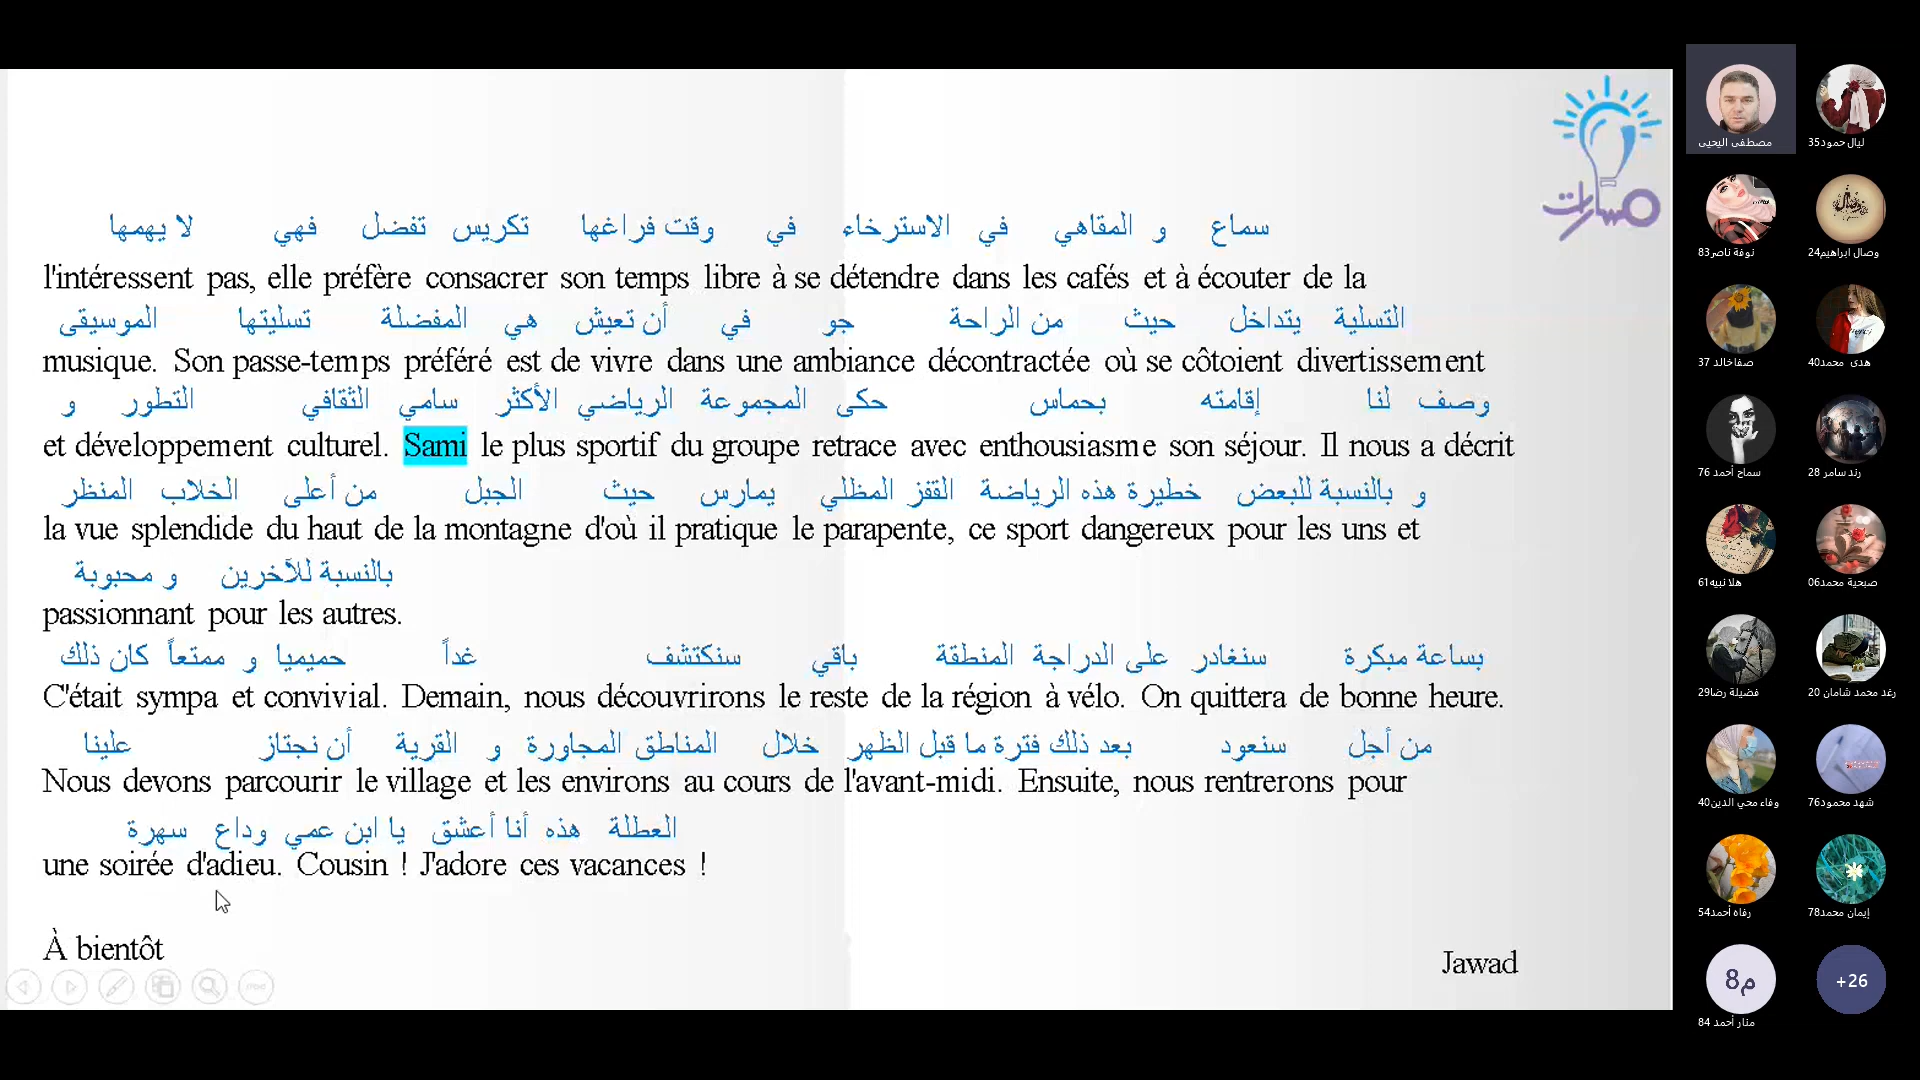 مهارات
لا يهمها فهي تفضل تكريس وقت فراغها في الاسترخاء في المقاهي و سماع
l'intéressent pas, elle préfère consacrer son temps libre à se détendre dans les cafés et à écouter de la
الموسيقى تسليتها المفضلة هي أن تعيش في جو من الراحة حيث يتداخل التسلية
musique. Son passe-temps préféré est de vivre dans une ambiance décontractée où se côtoient divertissement
و التطور الثقافي سامي الأكثر الرياضي المجموعة حكى بحماس إقامته لنا وصف
et développement culturel. Sami le plus sportif du groupe retrace avec enthousiasme son séjour. Il nous a décrit
المنظر الخلاب من أعلى الجبل حيث يمارس القفز المظلي هذه الرياضة خطيرة بالنسبة للبعض و
la vue splendide du haut de la montagne d'où il pratique le parapente, ce sport dangereux pour les uns et
و محبوبة بالنسبة للآخرين
passionnant pour les autres.
كان ذلك ممتعاً و حميميا غداً سنكتشف باقي المنطقة على الدراجة سنغادر بساعة مبكرة
C'était sympa et convivial. Demain, nous découvrirons le reste de la région à vélo. On quittera de bonne heure.
علينا أن نجتاز القرية و المناطق المجاورة خلال فترة ما قبل الظهر بعد ذلك سنعود من أجل
Nous devons parcourir le village et les environs au cours de l'avant-midi. Ensuite, nous rentrerons pour
سهرة وداع يا ابن عمي أنا أعشق هذه العطلة
une soirée d'adieu. Cousin ! J'adore ces vacances !
À bientôt
Jawad
مصطفى اليحيى
ليال حمود35
نوفة ناصر83
وصال ابراهيم24
صفاخالد 37
هدى محمد40
سماح أحمد 76
رند سامر 28
هلا نبيه61
صبحية محمد06
فضيلة رضا29
رغد محمد شامان 20
وفاء محي الدين40
شهد محمود76
رفاه أحمد54
إيمان محمد78
م8
منار أحمد 84
+26